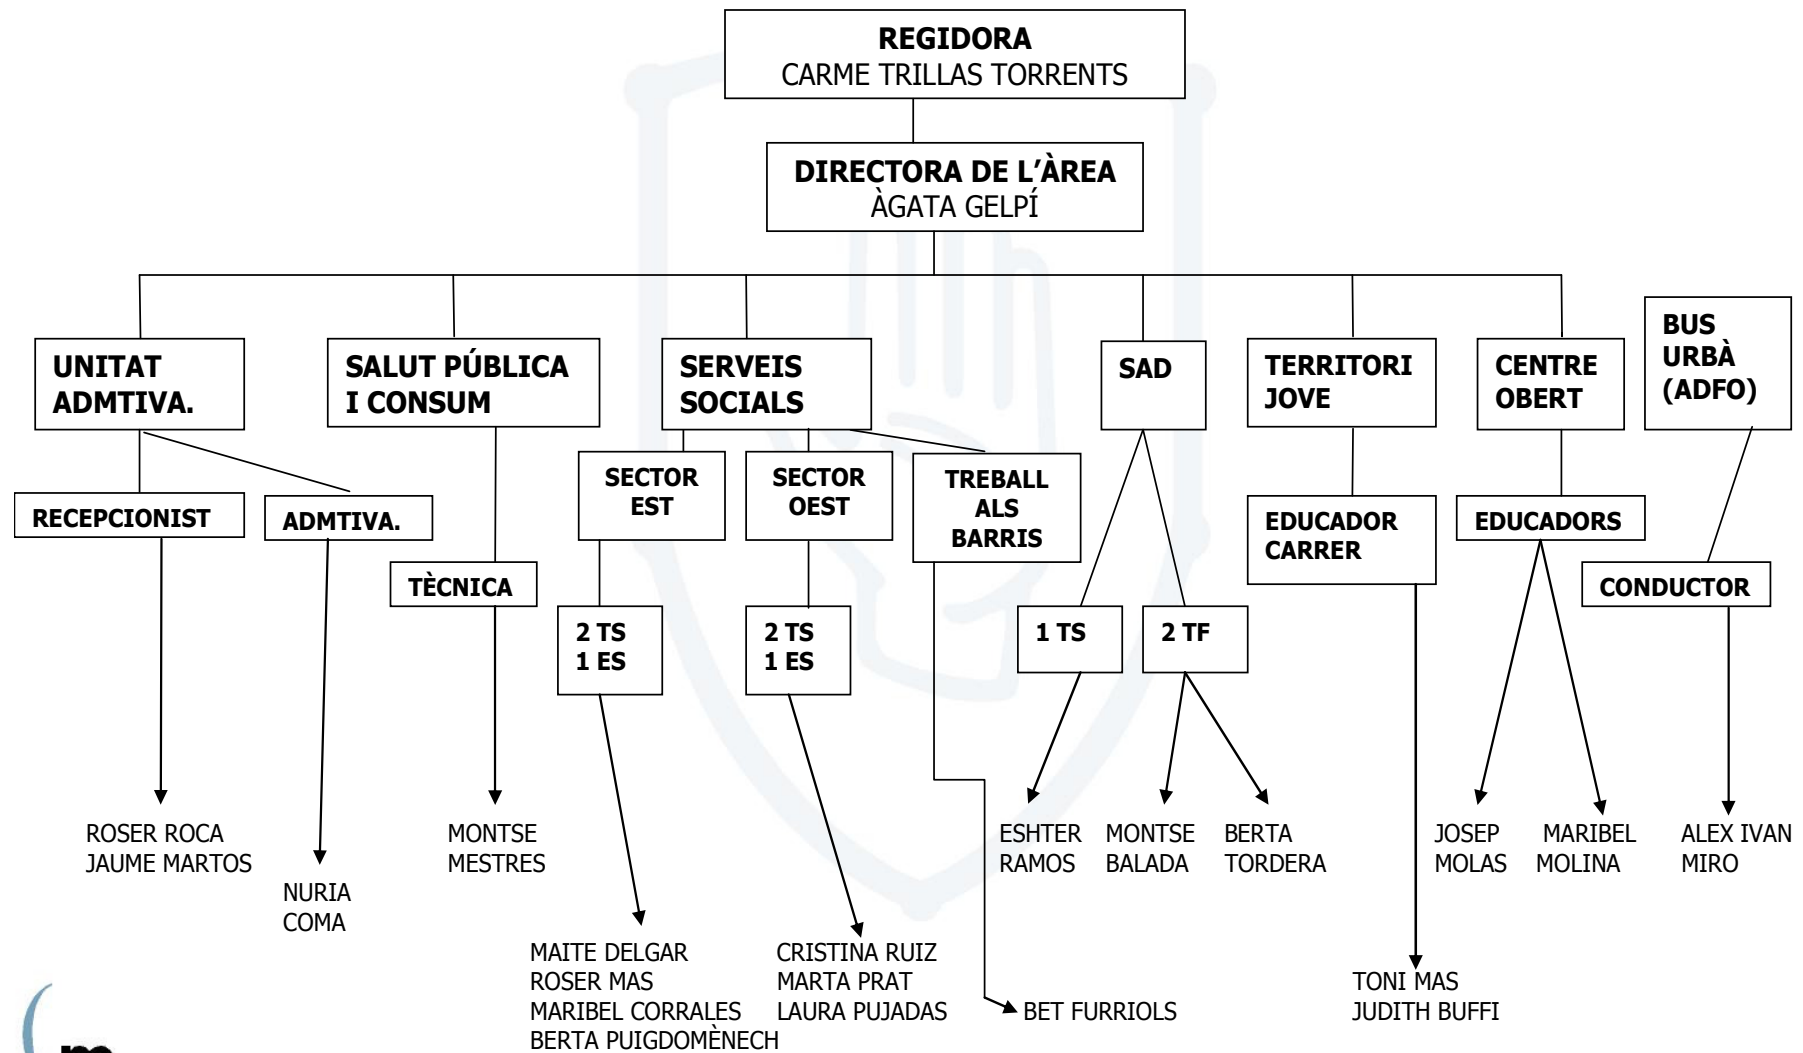 REGIDORA
CARME TRILLAS TORRENTS
DIRECTORA DE L’ÀREA
ÀGATA GELPÍ
UNITAT
ADMTIVA.
SALUT PÚBLICA
I CONSUM
SERVEIS
SOCIALS
SAD
TERRITORI
JOVE
CENTRE
OBERT
BUS
URBÀ
(ADFO)
RECEPCIONIST
ADMTIVA.
TÈCNICA
SECTOR
EST
SECTOR
OEST
TREBALL
ALS
BARRIS
EDUCADOR
CARRER
EDUCADORS
CONDUCTOR
2 TS
1 ES
2 TS
1 ES
1 TS
2 TF
ROSER ROCA
JAUME MARTOS
NURIA
COMA
MONTSE
MESTRES
MAITE DELGAR
ROSER MAS
MARIBEL CORRALES
BERTA PUIGDOMÈNECH
CRISTINA RUIZ
MARTA PRAT
LAURA PUJADAS
BET FURRIOLS
ESHTER
RAMOS
MONTSE
BALADA
BERTA
TORDERA
TONI MAS
JUDITH BUFFI
JOSEP
MOLAS
MARIBEL
MOLINA
ALEX IVAN
MIRO